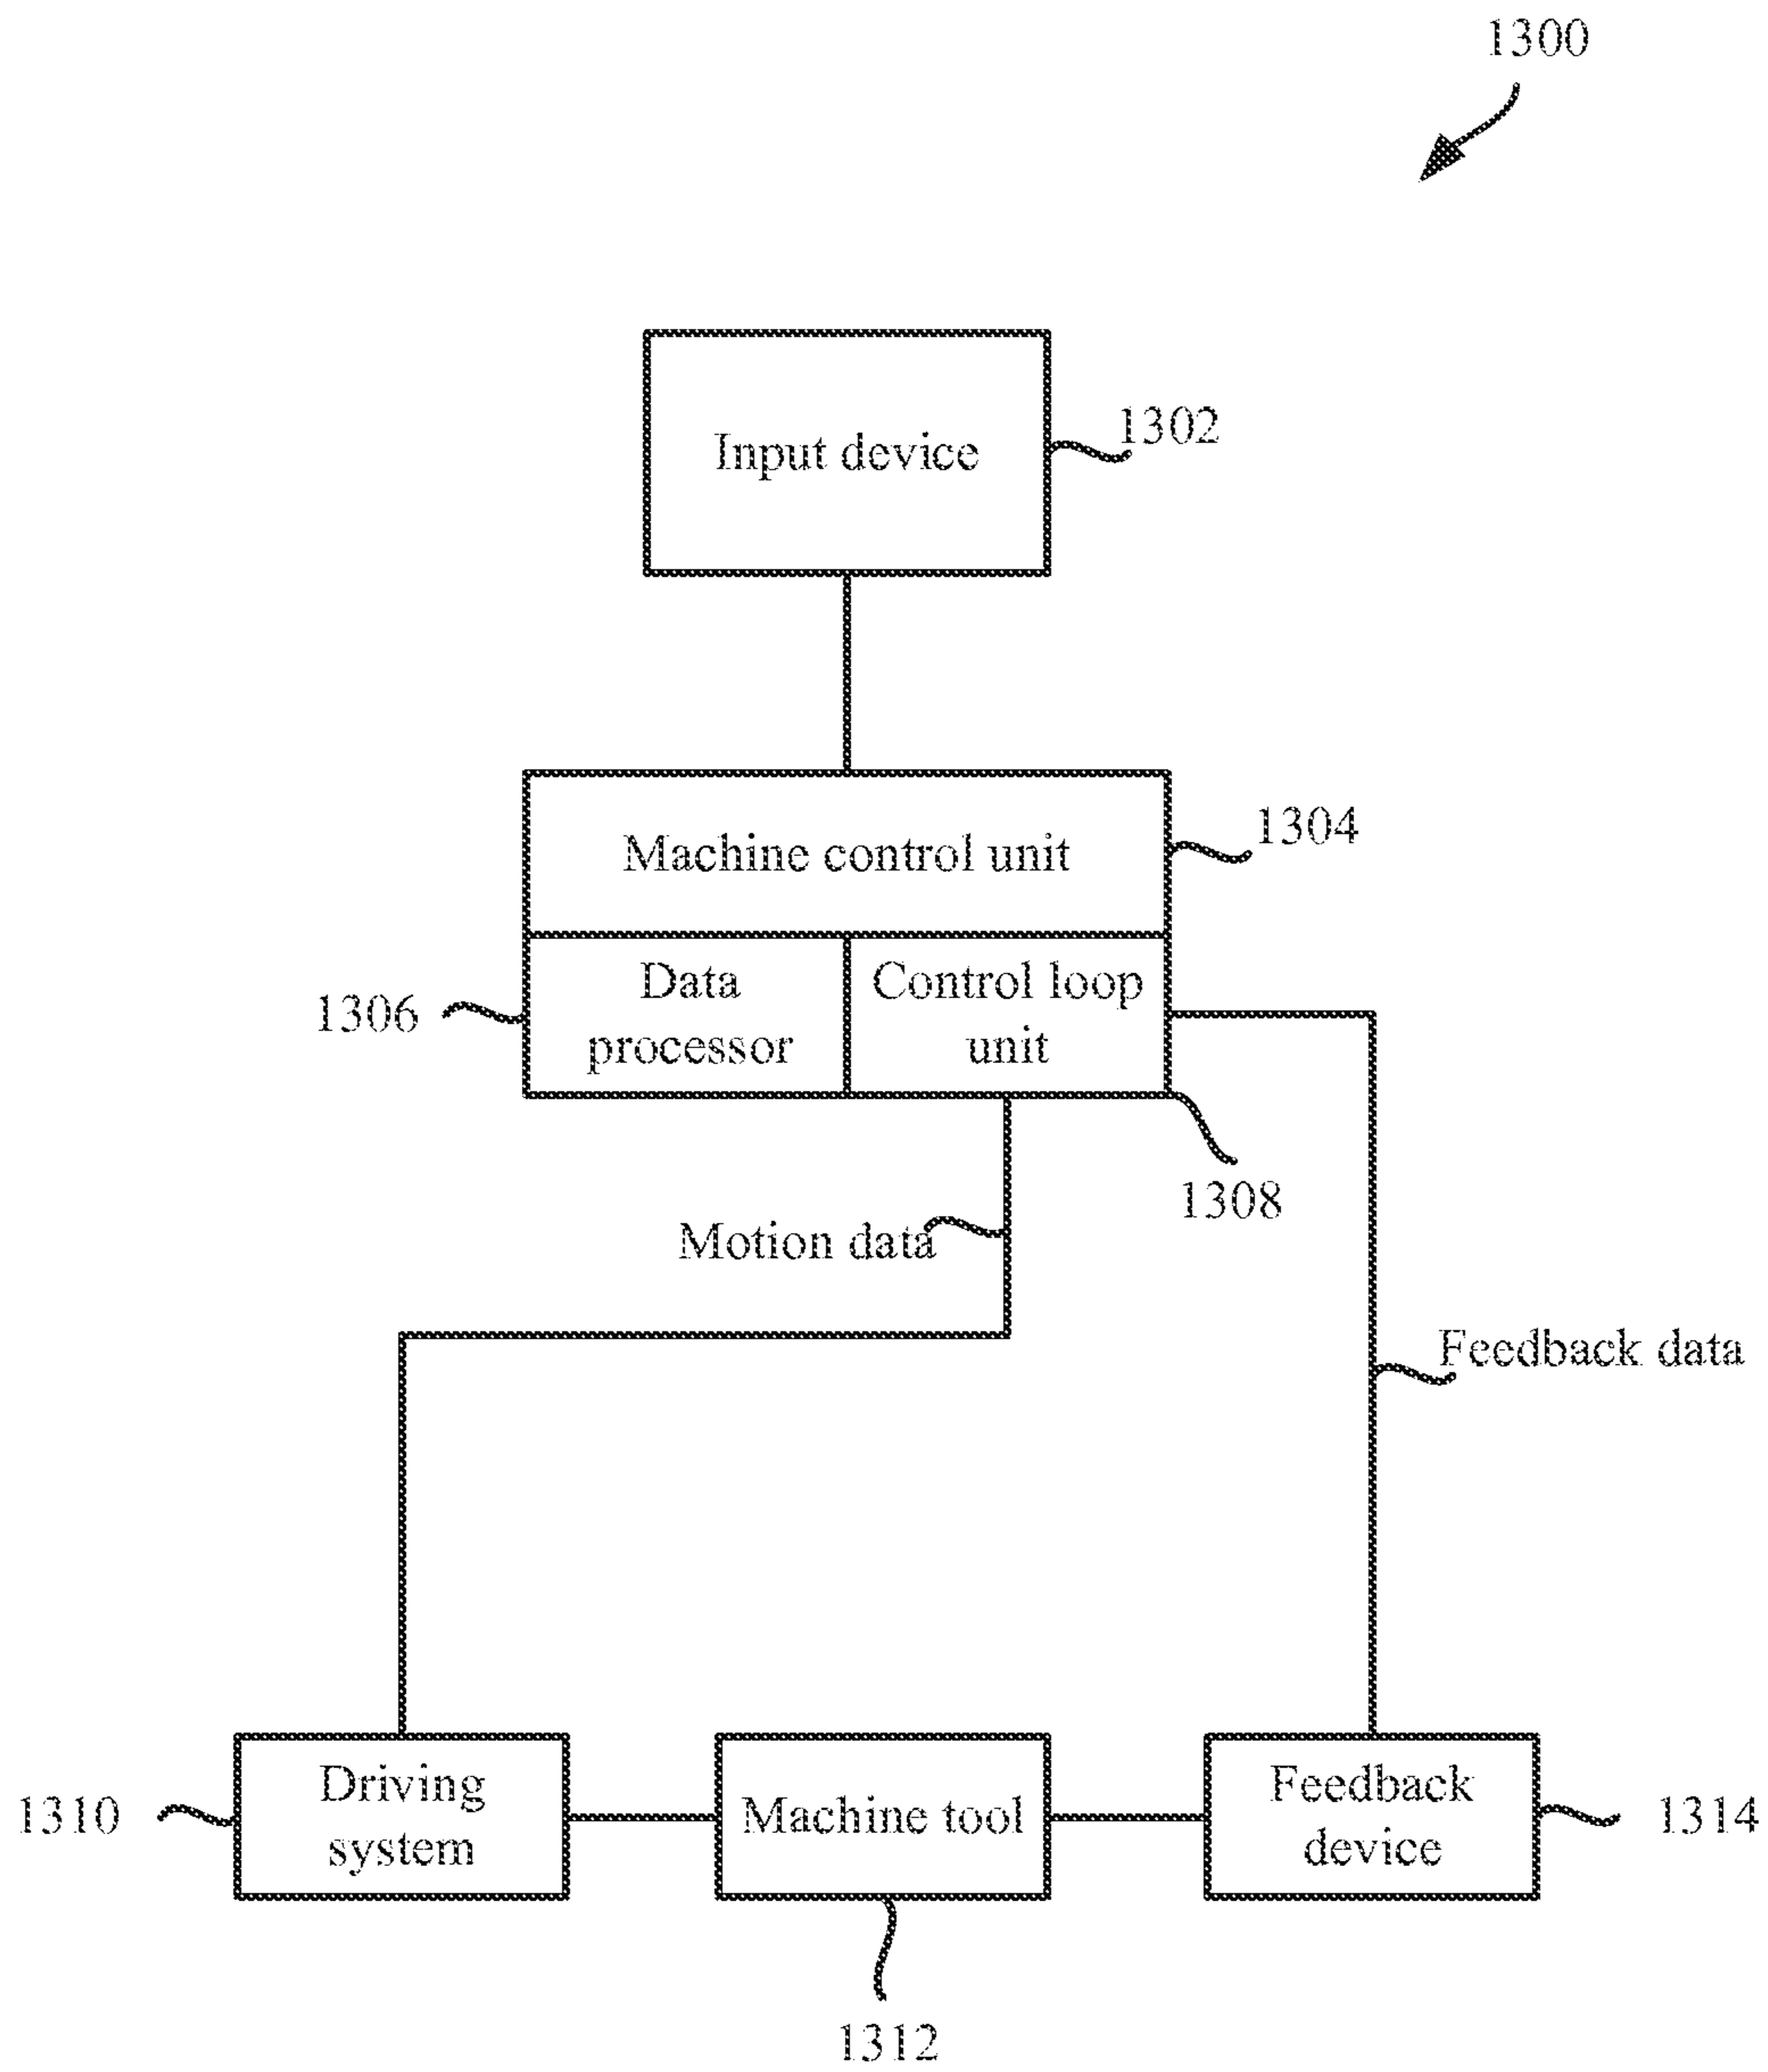 1300
Input device
1302
Machine control unit
1304
Data
processor
Control loop
unit
1306
1308
Motion data
Feedback data
Driving
system
Machine tool
Feedback
device
1310
1314
1312